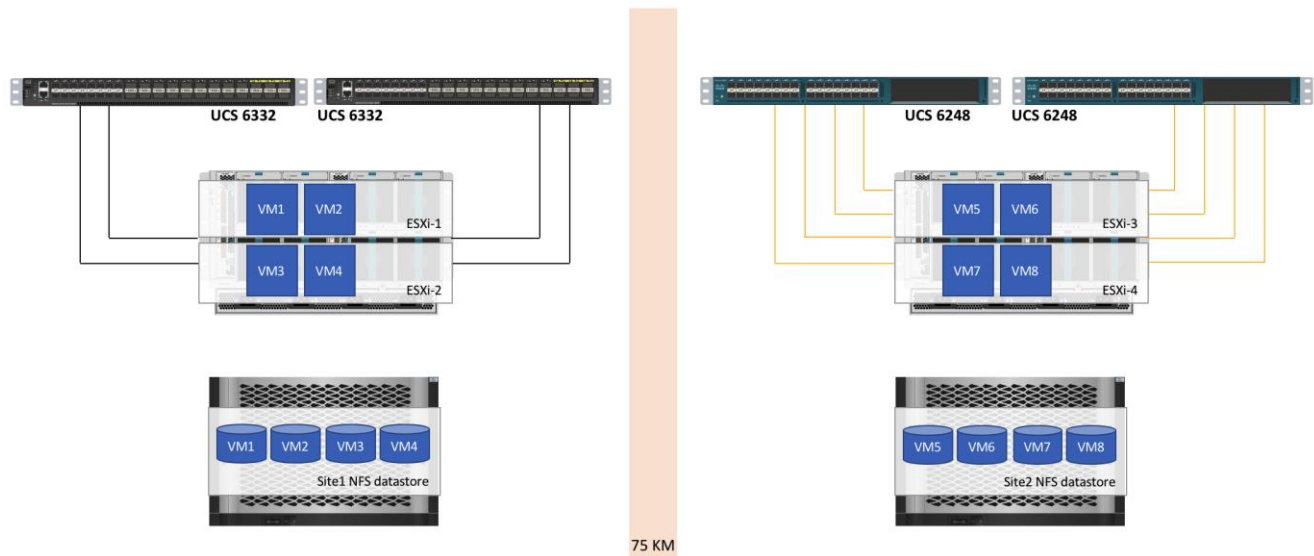 UCS 6332
UCS 6332
UCS 6248
UCS 6248
VM1
VM2
ESXi-1
VM3
VM4
ESXi-2
VM5
VM6
ESXi-3
VM7
VM8
ESXi-4
VM1
VM2
VM3
VM4
Site1 NFS datastore
VM5
VM6
VM7
VM8
Site2 NFS datastore
75 KM